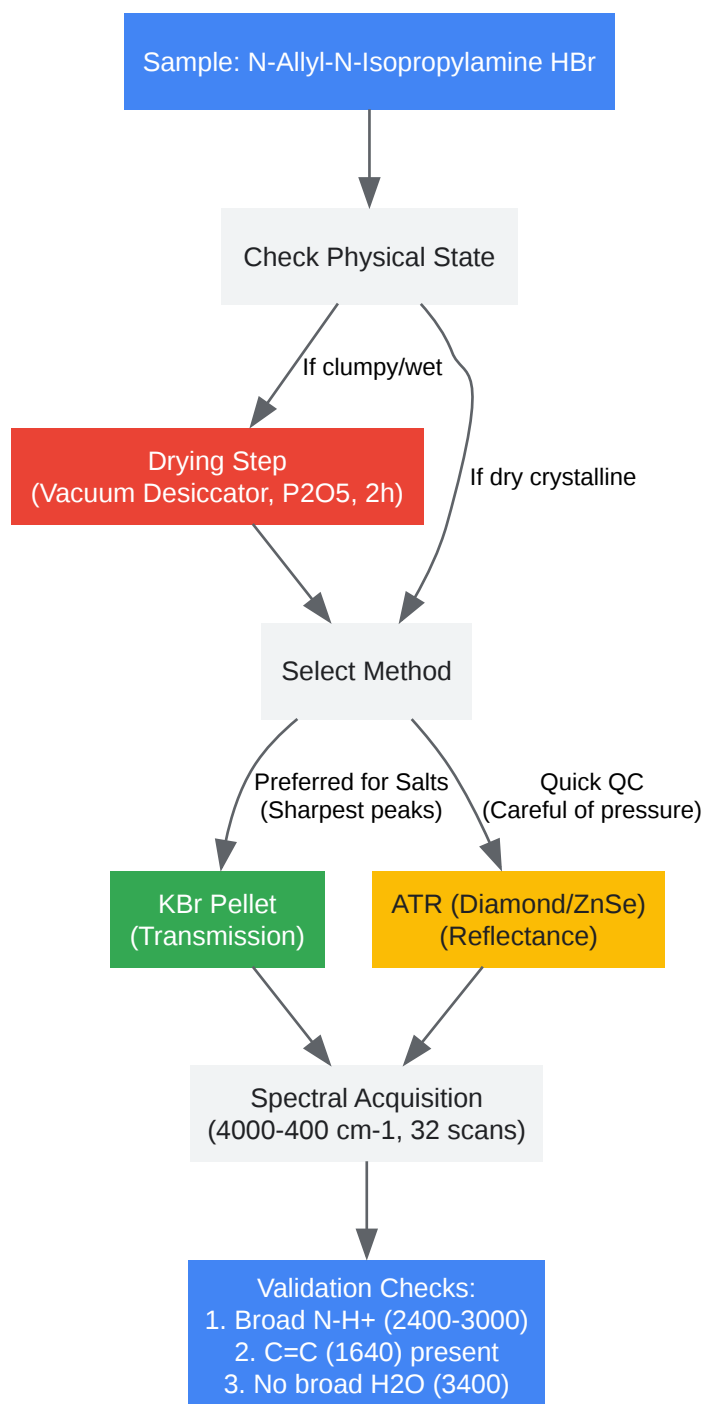 Sample: N-Allyl-N-Isopropylamine HBr
Check Physical State
If clumpy/wet
Drying Step
(Vacuum Desiccator, P2O5, 2h)
If dry crystalline
Select Method
Preferred for Salts
(Sharpest peaks)
Quick QC
(Careful of pressure)
KBr Pellet
(Transmission)
ATR (Diamond/ZnSe)
(Reflectance)
Spectral Acquisition
(4000-400 cm-1, 32 scans)
Validation Checks:
1. Broad N-H+ (2400-3000)
2. C=C (1640) present
3. No broad H2O (3400)